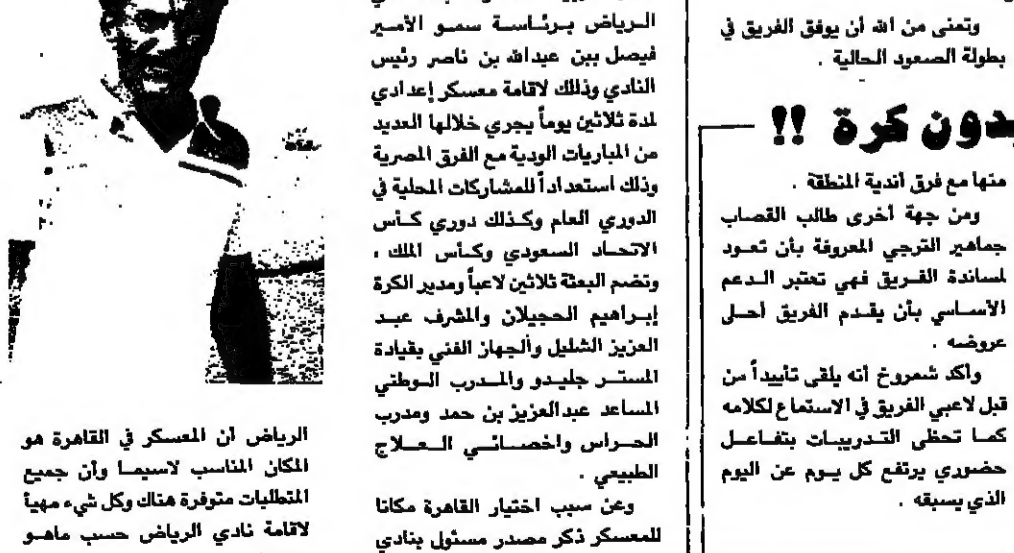 وتمنى من الله أن يوفق الفريق في
بطولة الصعود الحالية .
بدون كرة !!
منها مع فرق أندية المنطقة .
ومن جهة أخرى طالب القصاب
جماهير الترجي المعروفة بأن تعود
لمساندة الفريق فهي تعتبر الدعم
الأساسي بأن يقدم الفريق أحلى
عروضه .
وأكد شمروخ أنه يلقى تأييداً من
قبل لاعبي الفريق في الاستماع لكلامه
كما تحظى التدريبات بتفاعل
حضوري يرتفع كل يوم عن اليوم
الذي يسبقه .
الرياض برئاسة سمو الأمير
فيصل بين عبدالله بن ناصر رئيس
النادي وذلك لاقامة معسكر إعدادي
لمدة ثلاثين يوماً يجري خلالها العديد
من المباريات الودية مع الفرق المصرية
وذلك استعداداً للمشاركات المحلية في
الدوري العام وكذلك دوري كأس
الاتحاد السعودي وكأس الملك ،
وتضم البعثة ثلاثين لاعباً ومدير الكرة
إبراهيم الحجيلان والمشرف عبد
العزيز الشليل والجهاز الفني بقيادة
المستر جليدو والمدرب الوطني
المساعد عبدالعزيز بن حمد ومدرب
الحراس واخصائي العلاج
الطبيعي .
وعن سبب اختيار القاهرة مكانا
للمعسكر ذكر مصدر مسئول بنادي
الرياض أن المعسكر في القاهرة هو
المكان المناسب لاسيما وأن جميع
المتطلبات متوفرة هناك وكل شيء مهيأ
لاقامة نادي الرياض حسب ماهو